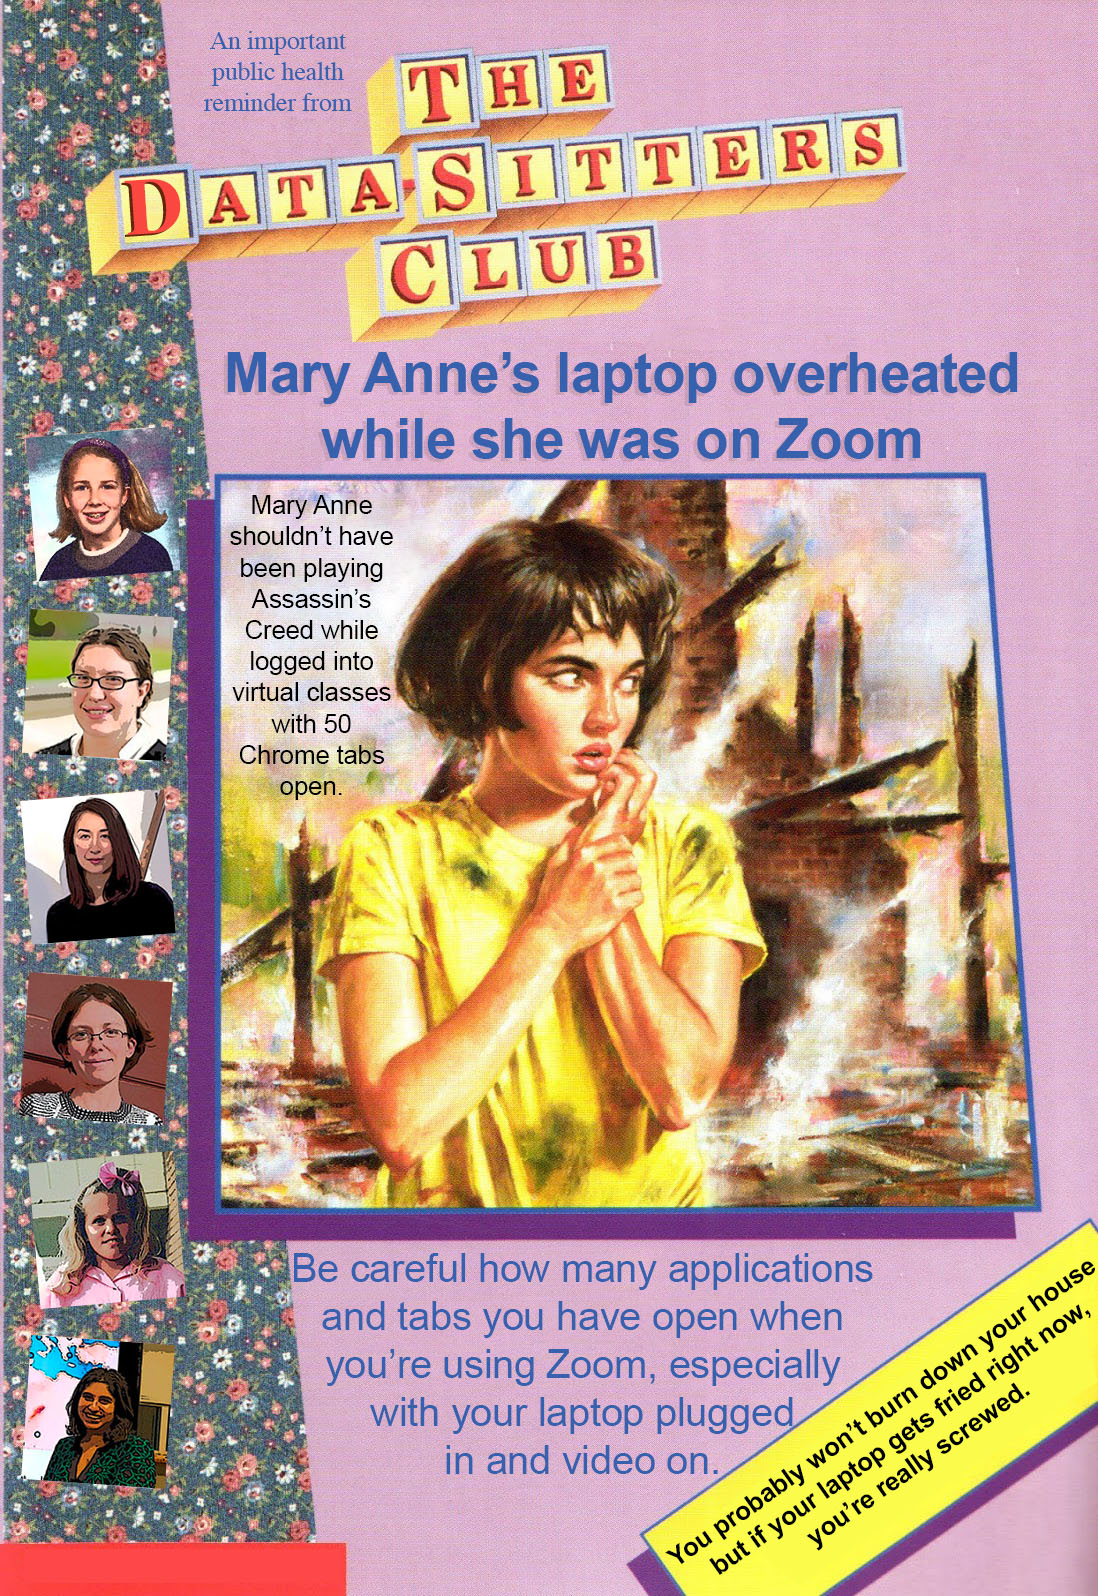 An important
public health
reminder from
THE
DATA-SITTERS
CLUB
Mary Anne’s laptop overheated
while she was on Zoom
Mary Anne
shouldn’t have
been playing
Assassin’s
Creed while
logged into
virtual classes
with 50
Chrome tabs
open.
Be careful how many applications
and tabs you have open when
you’re using Zoom, especially
with your laptop plugged
in and video on.
You probably won’t burn down your house
but if your laptop gets fried right now,
you’re really screwed.